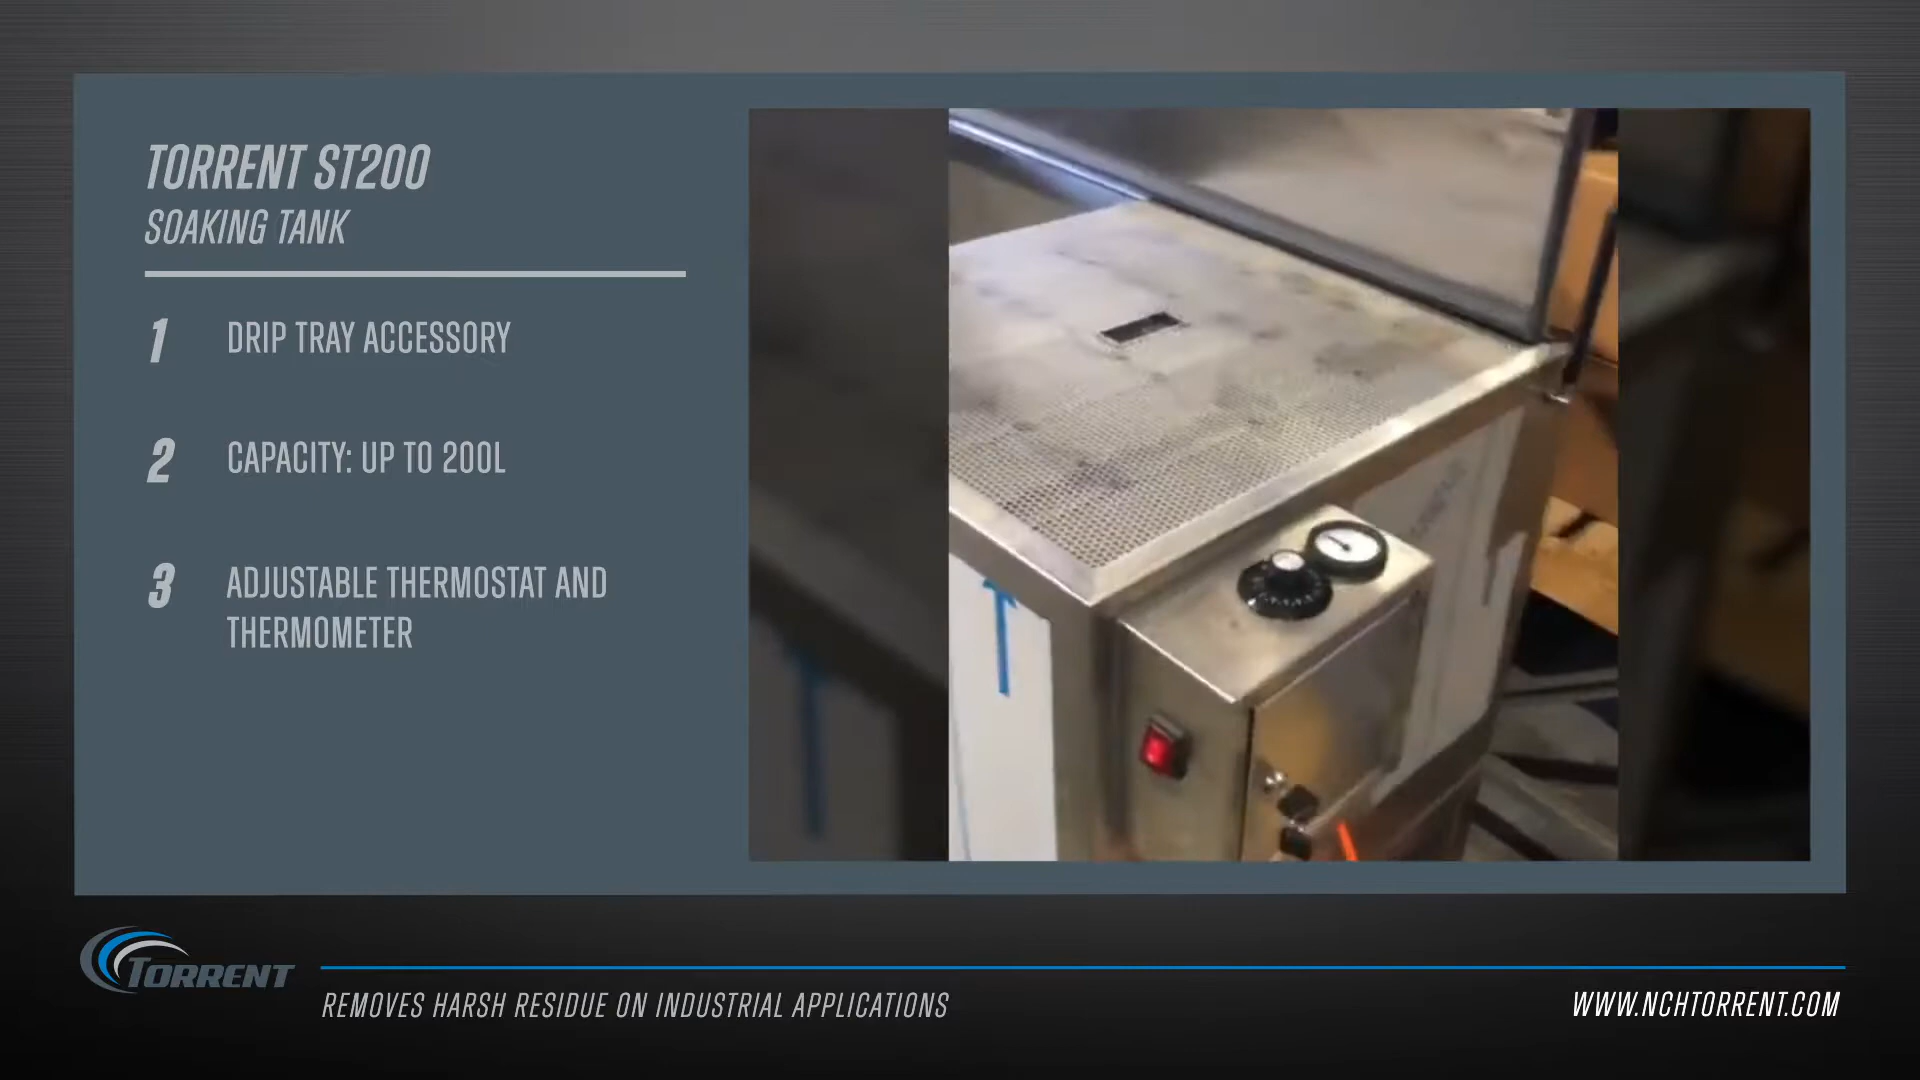 TORRENT ST200
SOAKING TANK
1 DRIP TRAY ACCESSORY
2 CAPACITY: UP TO 200L
3 ADJUSTABLE THERMOSTAT AND
THERMOMETER
TORRENT
REMOVES HARSH RESIDUE ON INDUSTRIAL APPLICATIONS
WWW.NCHTORRENT.COM